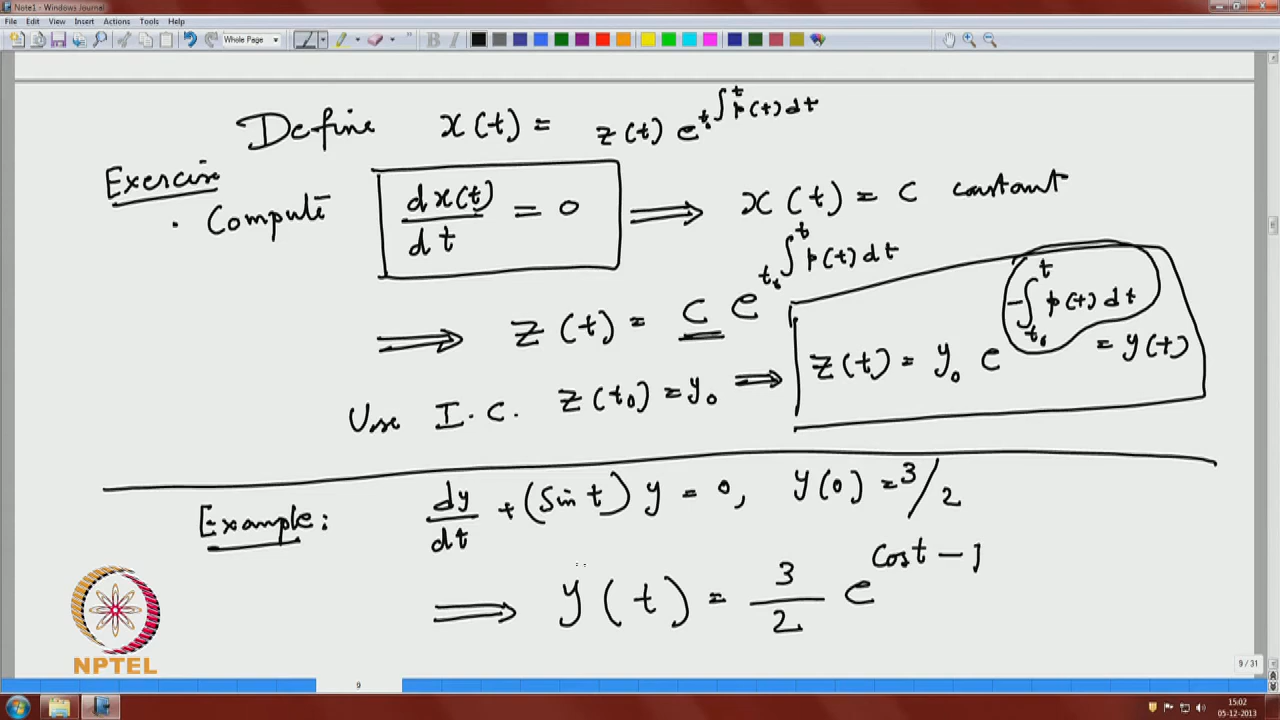 Note1 - Windows Journal
File Edit View Insert Actions Tools Help
Whole Page
Define x(t) = z(t) e^{∫_{t₀}^{t} p(t) dt}
Exercise
· Compute dx(t)/dt = 0 ⟹ x(t) = C constant
⟹ z(t) = C e^{∫_{t₀}^{t} p(t) dt}
Use I.C. z(t₀) = y₀ ⟹ z(t) = y₀ e^{-∫_{t₀}^{t} p(t) dt} = y(t)
Example: dy/dt + (Sin t) y = 0, y(0) = 3/2
⟹ y(t) = 3/2 e^{cos t - 1}
NPTEL
9 / 31
9
15:02
05-12-2013